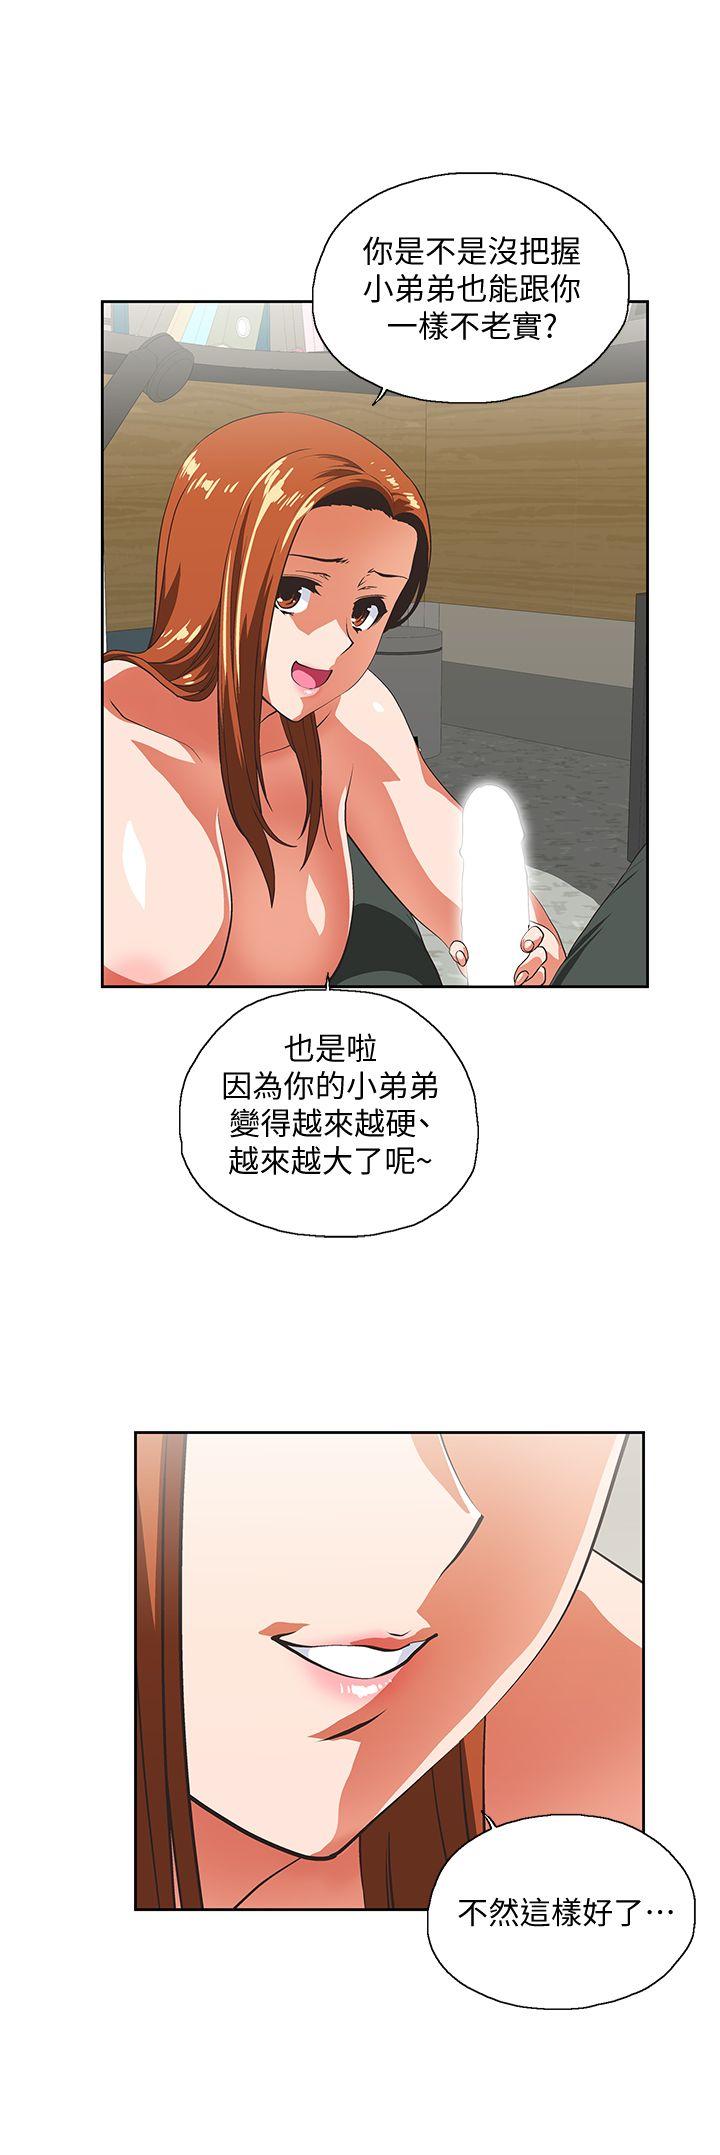 你是不是沒把握
小弟弟也能跟你
一樣不老實?
也是啦
因為你的小弟弟
變得越來越硬、
越來越大了呢~
不然這樣好了…